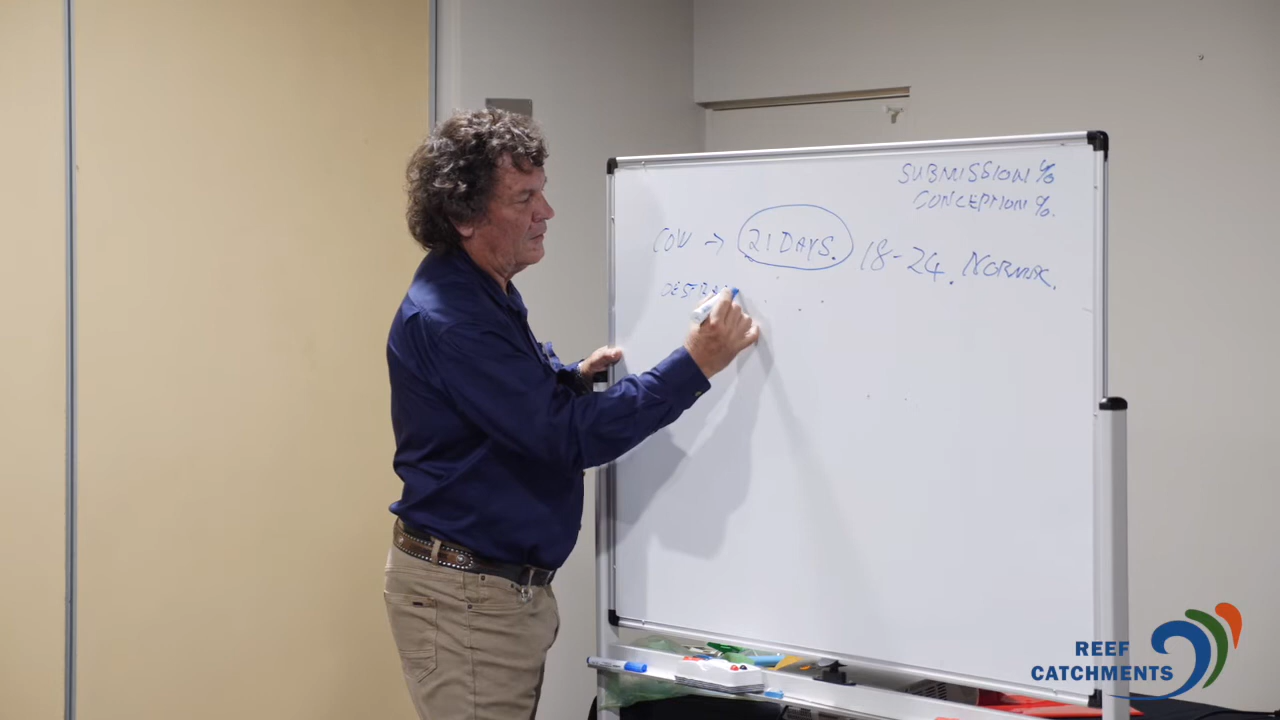 SUBMISSION %
CONCEPTION %.
COW → 21 DAYS. 18-24. NORMAL.
REEF
CATCHMENTS